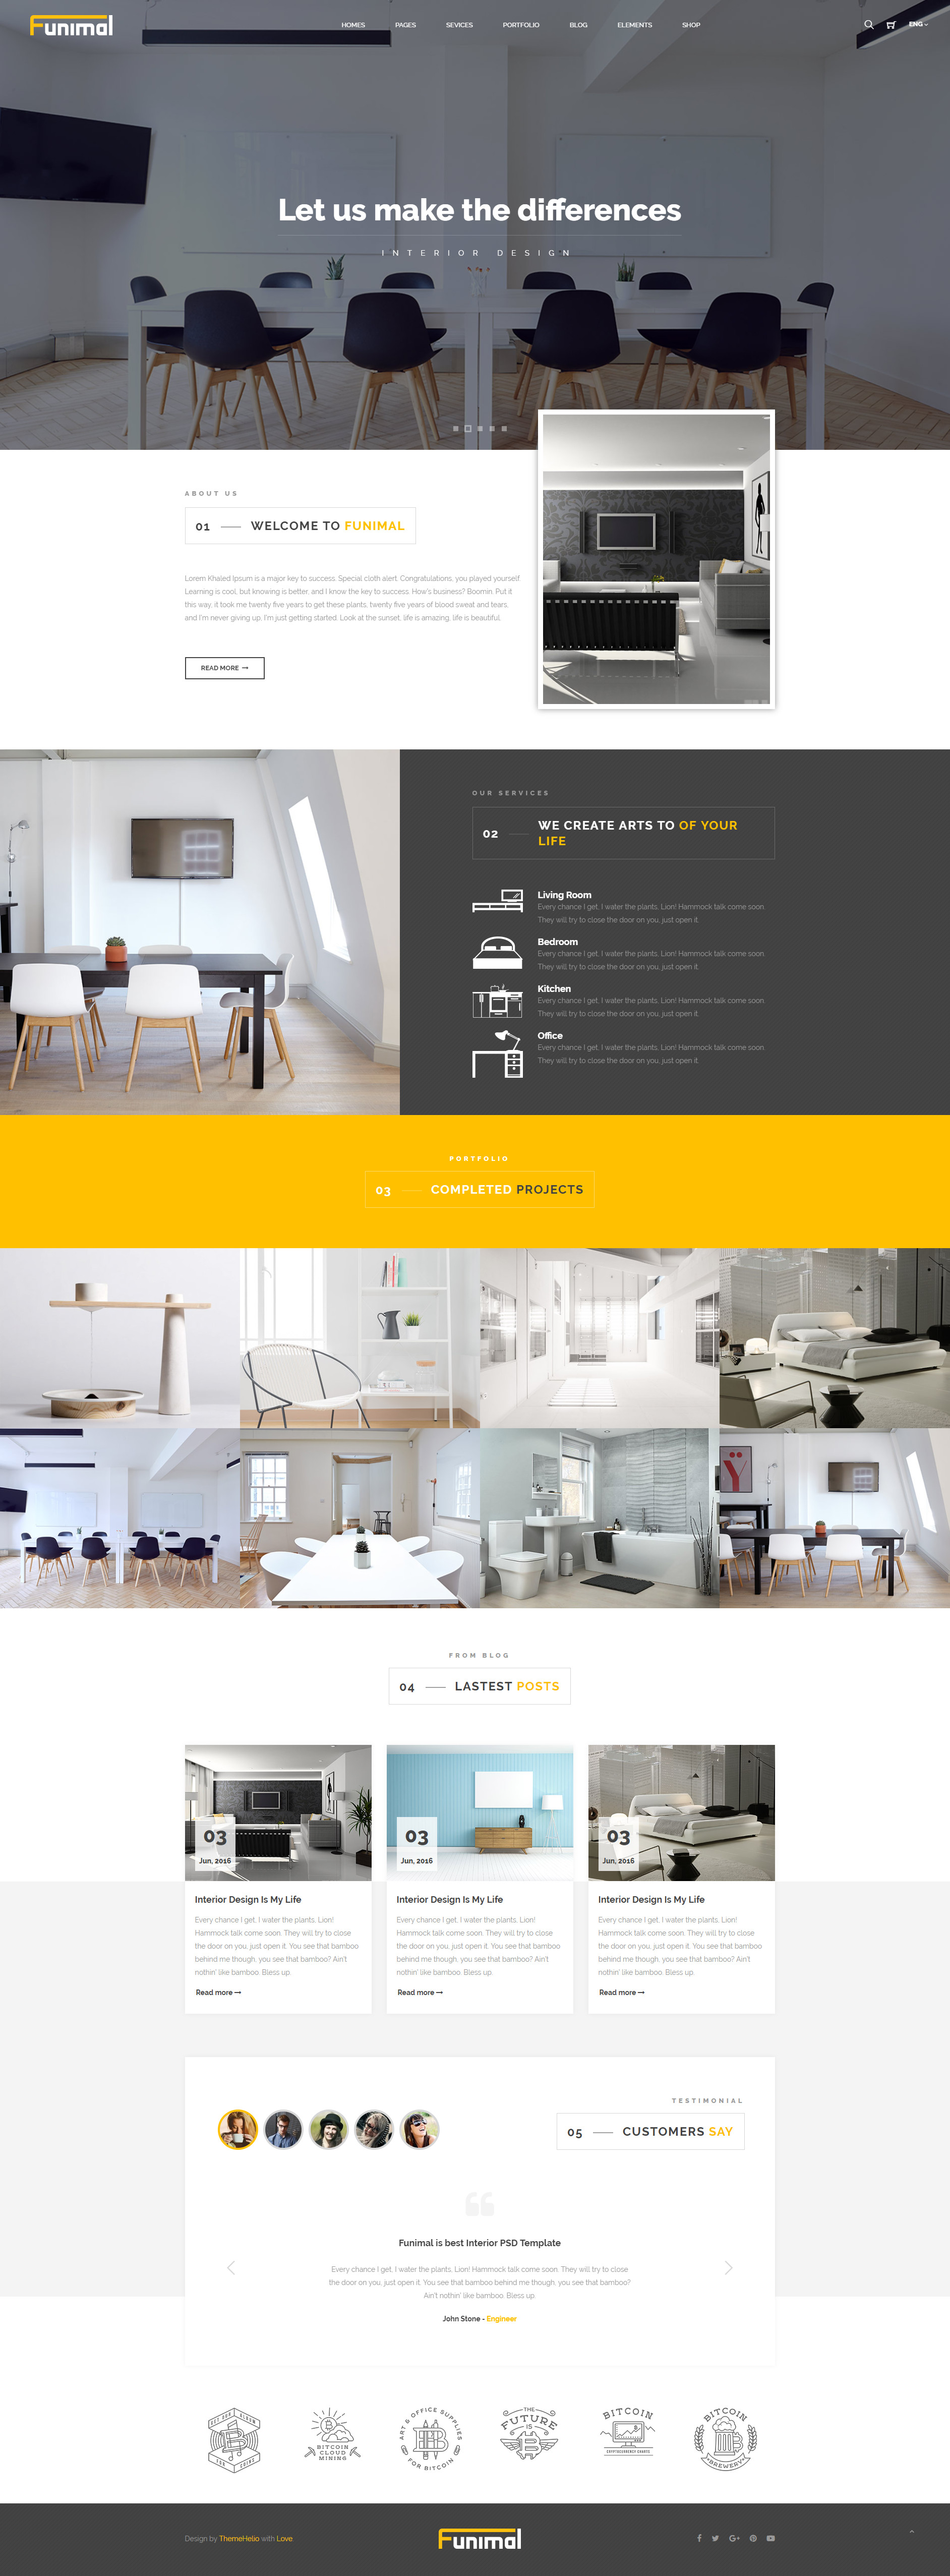 Funimal
HOMES PAGES SEVICES PORTFOLIO BLOG ELEMENTS SHOP
ENG
Let us make the differences
INTERIOR DESIGN
ABOUT US
01 WELCOME TO FUNIMAL
Lorem Khaled Ipsum is a major key to success. Special cloth alert. Congratulations, you played yourself.
Learning is cool, but knowing is better, and I know the key to success. How's business? Boomin. Put it
this way, it took me twenty five years to get these plants, twenty five years of blood sweat and tears,
and I'm never giving up, I'm just getting started. Look at the sunset, life is amazing, life is beautiful.
READ MORE
OUR SERVICES
02 WE CREATE ARTS TO OF YOUR
LIFE
Living Room
Every chance I get, I water the plants, Lion! Hammock talk come soon.
They will try to close the door on you, just open it.
Bedroom
Every chance I get, I water the plants, Lion! Hammock talk come soon.
They will try to close the door on you, just open it.
Kitchen
Every chance I get, I water the plants, Lion! Hammock talk come soon.
They will try to close the door on you, just open it.
Office
Every chance I get, I water the plants, Lion! Hammock talk come soon.
They will try to close the door on you, just open it.
PORTFOLIO
03 COMPLETED PROJECTS
FROM BLOG
04 LASTEST POSTS
03
Jun, 2016
Interior Design Is My Life
Every chance I get, I water the plants, Lion!
Hammock talk come soon. They will try to close
the door on you, just open it. You see that bamboo
behind me though, you see that bamboo? Ain't
nothin' like bamboo. Bless up.
Read more
03
Jun, 2016
Interior Design Is My Life
Every chance I get, I water the plants, Lion!
Hammock talk come soon. They will try to close
the door on you, just open it. You see that bamboo
behind me though, you see that bamboo? Ain't
nothin' like bamboo. Bless up.
Read more
03
Jun, 2016
Interior Design Is My Life
Every chance I get, I water the plants, Lion!
Hammock talk come soon. They will try to close
the door on you, just open it. You see that bamboo
behind me though, you see that bamboo? Ain't
nothin' like bamboo. Bless up.
Read more
TESTIMONIAL
05 CUSTOMERS SAY
Funimal is best Interior PSD Template
Every chance I get, I water the plants, Lion! Hammock talk come soon. They will try to close
the door on you, just open it. You see that bamboo behind me though, you see that bamboo?
Ain't nothin' like bamboo. Bless up.
John Stone - Engineer
BITCOIN
CLOUD
MINING
ART & OFFICE SUPPLIES
FOR BITCOIN
THE
FUTURE
IS
BITCOIN
CRYPTOCURRENCY CHARTS
BITCOIN
BREWERY
Design by ThemeHelio with Love.
Funimal